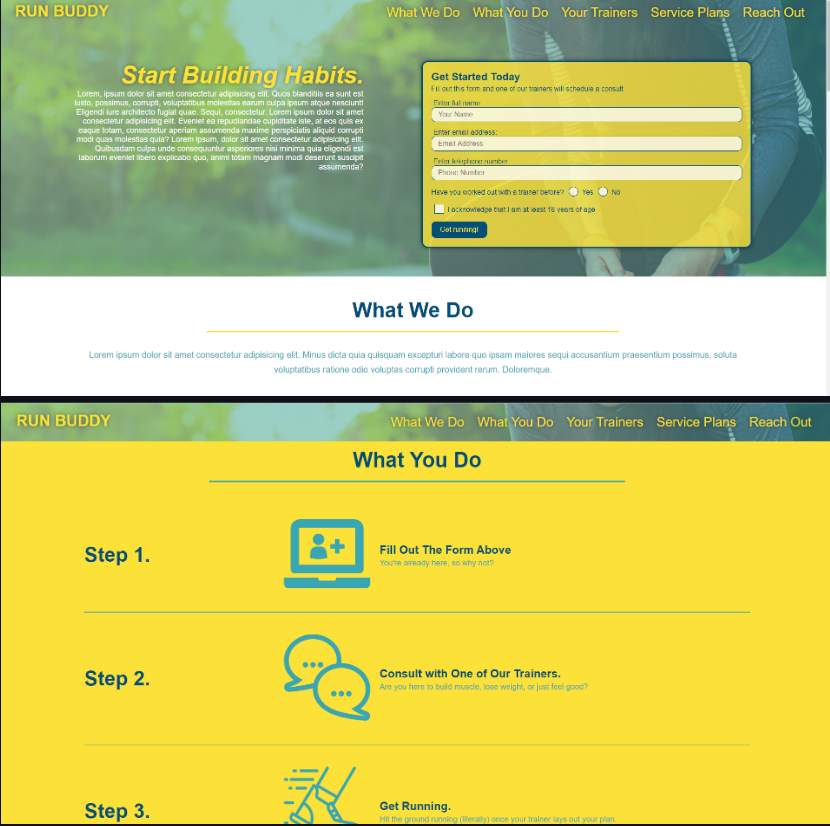 RUN BUDDY
What We Do What You Do Your Trainers Service Plans Reach Out
Start Building Habits.
Lorem, ipsum dolor sit amet consectetur adipisicing elit. Quos blanditiis ea sunt est
iusto, possimus, corrupti, voluptatibus molestias earum culpa ipsum atque nesciunt!
Eligendi iure architecto fugiat quae. Sequi, consectetur. Lorem ipsum dolor sit amet
consectetur adipisicing elit. Eveniet ea repudiandae cupiditate iste, at eos quis ex
eaque totam, consectetur aperiam assumenda maxime perspiciatis aliquid corrupti
modi quas molestias quia? Lorem ipsum, dolor sit amet consectetur adipisicing elit.
Quibusdam culpa unde consequuntur asperiores nisi minima quia eligendi est
laborum eveniet libero explicabo quo, animi totam magnam modi deserunt suscipit
assumenda?
Get Started Today
Fill out this form and one of our trainers will schedule a consult.
Enter full name
Your Name
Enter email address:
Email Address
Enter telephone number
Phone Number
Have you worked out with a trainer before? Yes No
I acknowledge that I am at least 18 years of age
Get running!
What We Do
Lorem ipsum dolor sit amet consectetur adipisicing elit. Minus dicta quia quisquam excepturi labore quo ipsam maiores sequi accusantium praesentium possimus, soluta
voluptatibus ratione odio voluptas corrupti provident rerum. Doloremque.
RUN BUDDY
What We Do What You Do Your Trainers Service Plans Reach Out
What You Do
Step 1.
Fill Out The Form Above
You're already here, so why not?
Step 2.
Consult with One of Our Trainers.
Are you here to build muscle, lose weight, or just feel good?
Step 3.
Get Running.
Hit the ground running (literally) once your trainer lays out your plan.